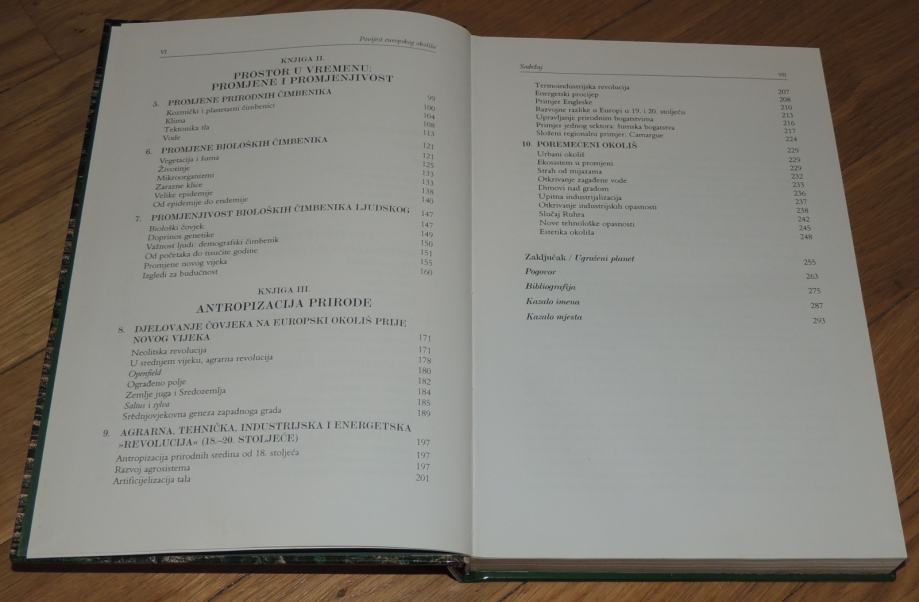 VI
Povijest europskog okoliša
KNJIGA II.
PROSTOR U VREMENU:
PROMJENE I PROMJENJIVOST
5. PROMJENE PRIRODNIH ČIMBENIKA 99
Kozmički i planetarni čimbenici 100
Klima 104
Tektonika tla 108
Vode 113
6. PROMJENE BIOLOŠKIH ČIMBENIKA 121
Vegetacija i šuma 121
Životinje 125
Mikroorganizmi 133
Zarazne klice 133
Velike epidemije 138
Od epidemije do endemije 140
7. PROMJENJIVOST BIOLOŠKIH ČIMBENIKA LJUDSKOG 147
Biološki čovjek 147
Doprinos genetike 149
Važnost ljudi: demografski čimbenik 150
Od početaka do tisućite godine 151
Promjene novog vijeka 155
Izgledi za budućnost 160
KNJIGA III.
ANTROPIZACIJA PRIRODE
8. DJELOVANJE ČOVJEKA NA EUROPSKI OKOLIŠ PRIJE
NOVOG VIJEKA 171
Neolitska revolucija 171
U srednjem vijeku, agrarna revolucija 178
Openfield 180
Ograđeno polje 182
Zemlje juga i Sredozemlja 184
Saltus i sylva 185
Srednjovjekovna geneza zapadnog grada 189
9. AGRARNA, TEHNIČKA, INDUSTRIJSKA I ENERGETSKA
»REVOLUCIJA« (18.–20. STOLJEĆE) 197
Antropizacija prirodnih sredina od 18. stoljeća 197
Razvoj agrosistema 197
Artificijelizacija tala 201
Sadržaj
VII
Termoindustrijska revolucija 207
Energetski procijep 208
Primjer Engleske 210
Razvojne razlike u Europi u 19. i 20. stoljeću 213
Upravljanje prirodnim bogatstvima 216
Primjer jednog sektora: šumska bogatstva 217
Složeni regionalni primjer, Camargue 224
10. POREMEĆENI OKOLIŠ 229
Urbani okoliš 229
Ekosistem u promjeni 229
Strah od mijazama 232
Otkrivanje zagađene vode 233
Dimovi nad gradom 236
Upitna industrijalizacija 237
Otkrivanje industrijskih opasnosti 238
Slučaj Ruhra 242
Nove tehnološke opasnosti 245
Estetika okoliša 248
Zaključak / Ugroženi planet 255
Pogovor 263
Bibliografija 275
Kazalo imena 287
Kazalo mjesta 293